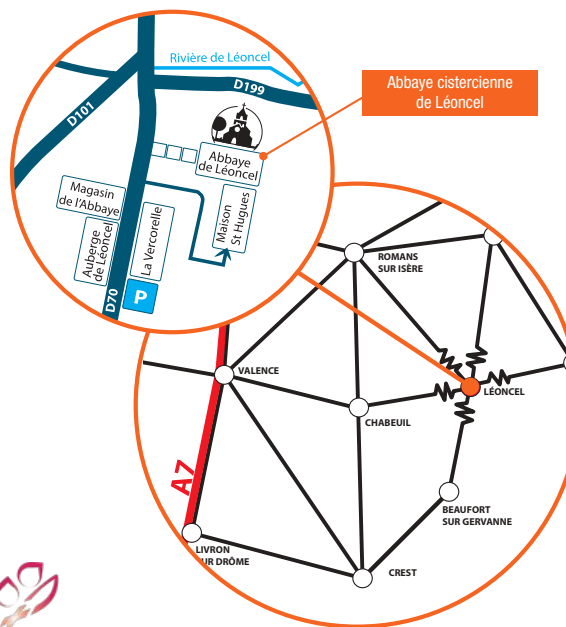 Rivière de Léoncel
D199
Abbaye cistercienne
de Léoncel
D101
Abbaye
de Léoncel
Magasin
de l'Abbaye
Maison
St Hugues
La Vercorelle
Auberge
de Léoncel
D70
P
ROMANS
SUR ISÈRE
VALENCE
LÉONCEL
CHABEUIL
A7
BEAUFORT
SUR GERVANNE
LIVRON
UR DRÔME
CREST